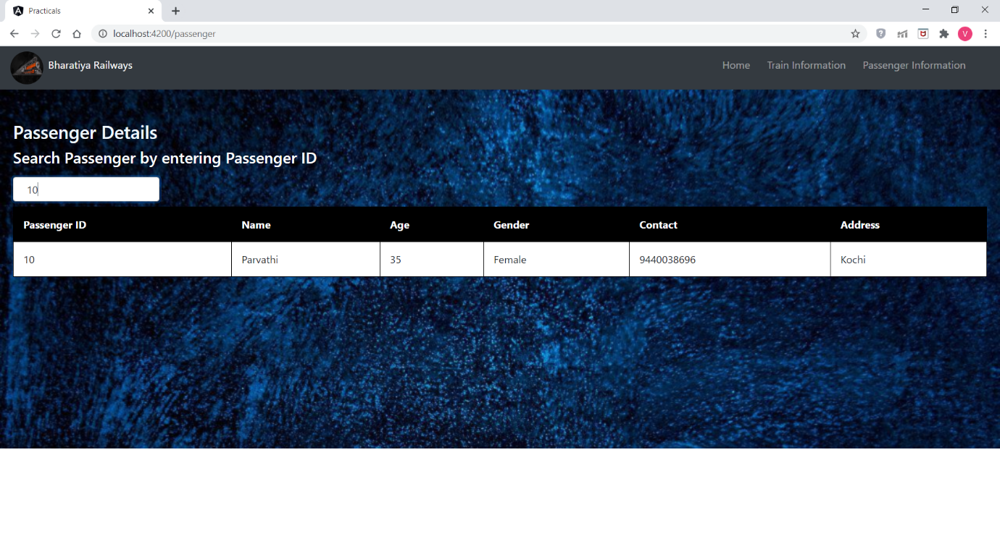 Practicals
localhost:4200/passenger
V
Bharatiya Railways
Home Train Information Passenger Information
Passenger Details
Search Passenger by entering Passenger ID
10
Passenger ID Name Age Gender Contact Address
10 Parvathi 35 Female 9440038696 Kochi